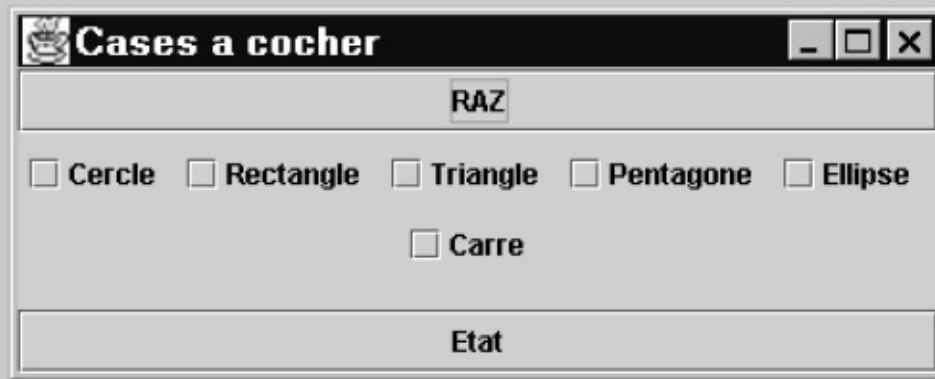 Cases a cocher
RAZ
Cercle Rectangle Triangle Pentagone Ellipse
Carre
Etat